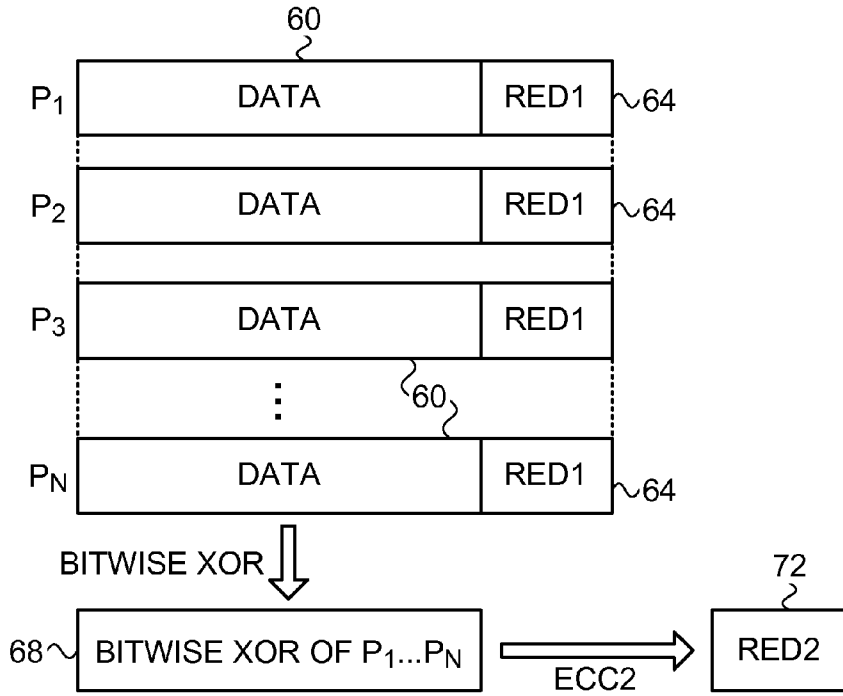 60
P1 DATA RED1 64
P2 DATA RED1 64
P3 DATA RED1
60
⋮
PN DATA RED1 64
BITWISE XOR
72
68 BITWISE XOR OF P1...PN RED2
ECC2